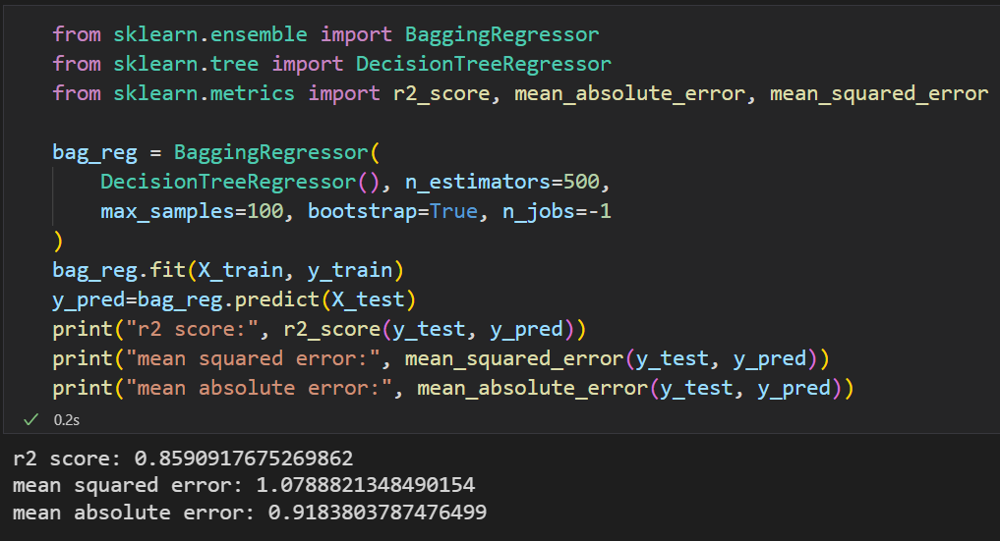 from sklearn.ensemble import BaggingRegressor
from sklearn.tree import DecisionTreeRegressor
from sklearn.metrics import r2_score, mean_absolute_error, mean_squared_error
bag_reg = BaggingRegressor(
DecisionTreeRegressor(), n_estimators=500,
max_samples=100, bootstrap=True, n_jobs=-1
)
bag_reg.fit(X_train, y_train)
y_pred=bag_reg.predict(X_test)
print("r2 score:", r2_score(y_test, y_pred))
print("mean squared error:", mean_squared_error(y_test, y_pred))
print("mean absolute error:", mean_absolute_error(y_test, y_pred))
0.2s
r2 score: 0.8590917675269862
mean squared error: 1.0788821348490154
mean absolute error: 0.9183803787476499